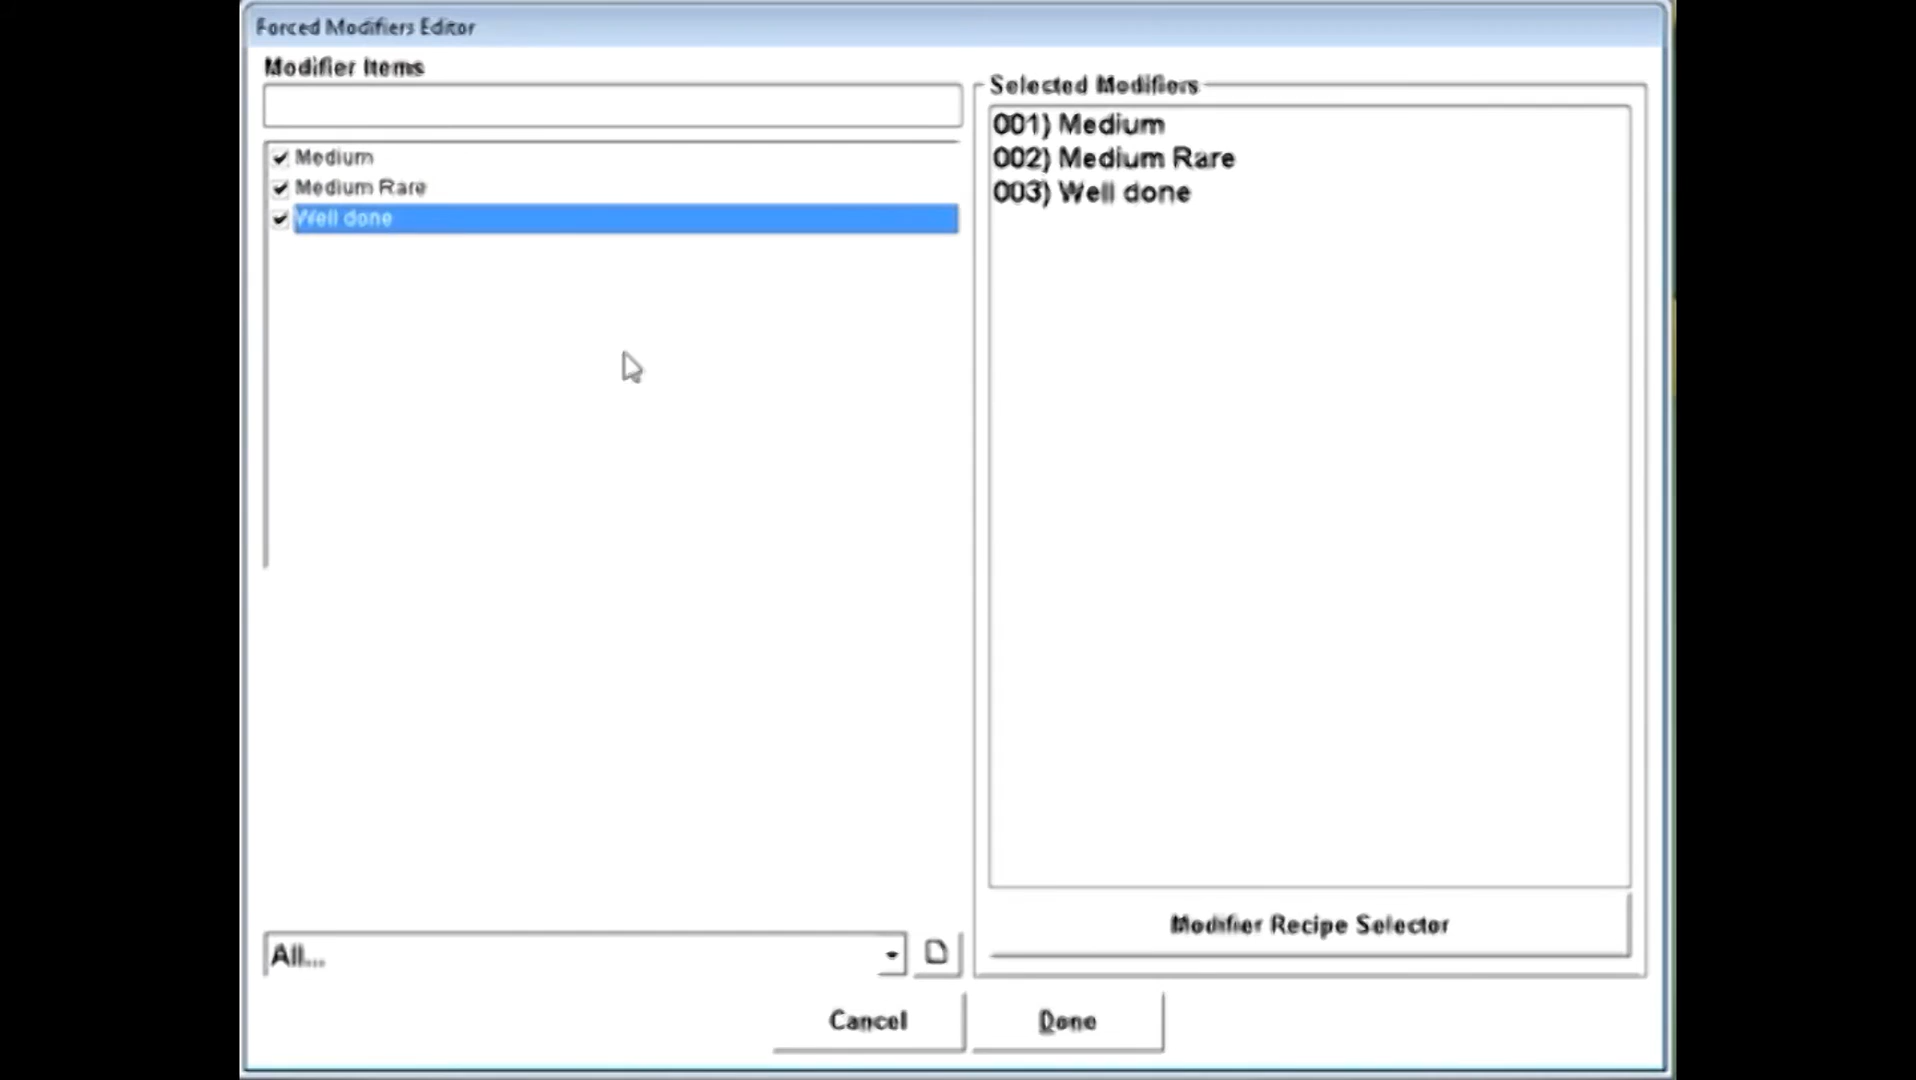 Forced Modifiers Editor
Modifier Items
Medium
Medium Rare
Well done
All...
Selected Modifiers
001) Medium
002) Medium Rare
003) Well done
Modifier Recipe Selector
Cancel
Done